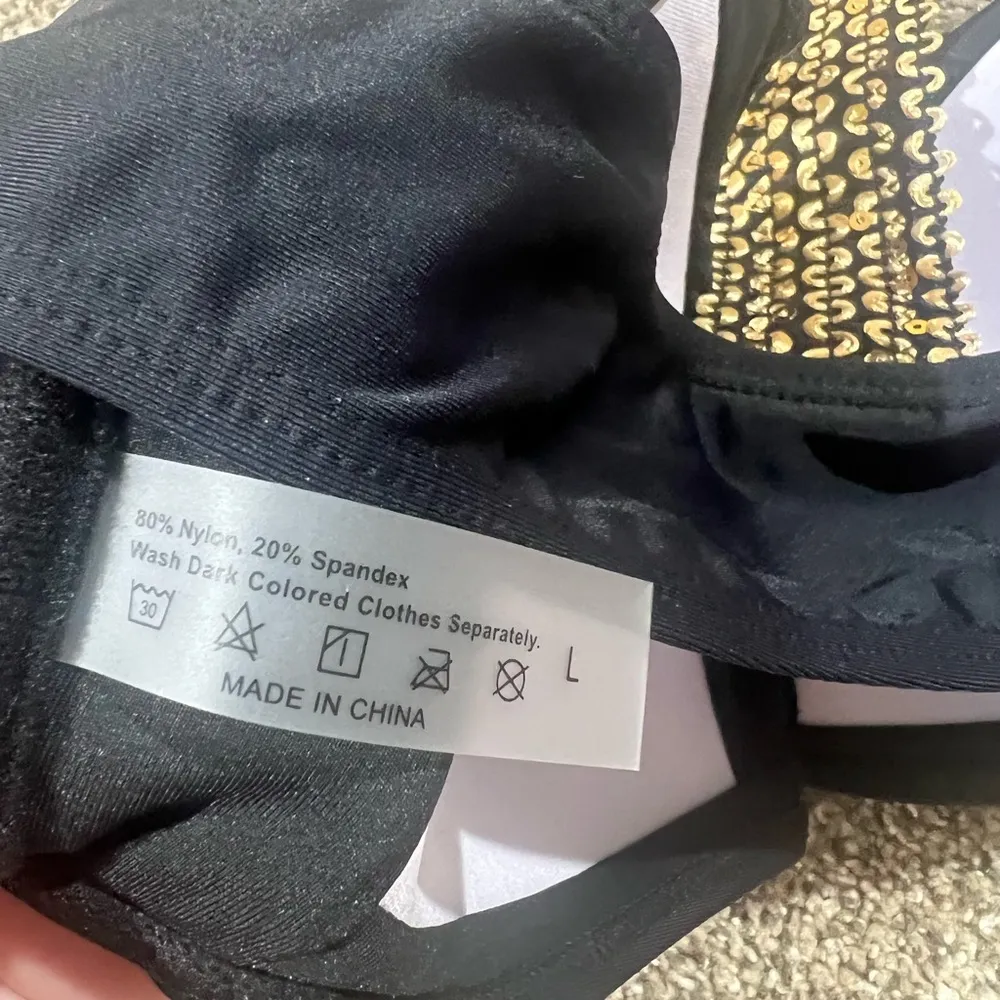 80% Nylon, 20% Spandex
Wash Dark Colored Clothes Separately.
30
L
MADE IN CHINA